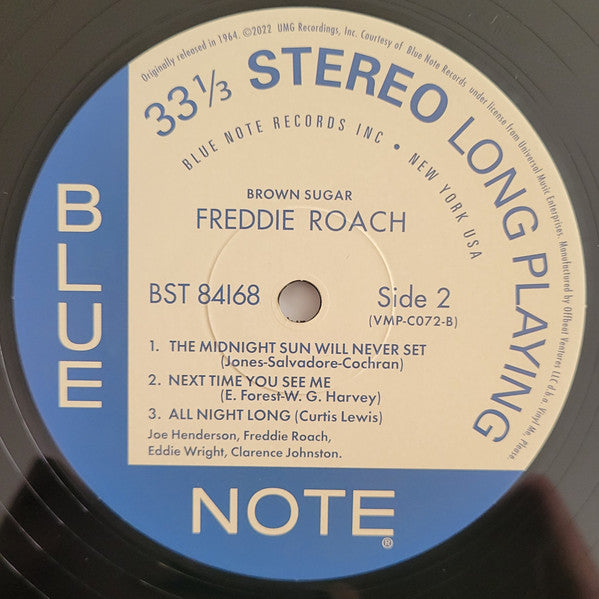 Originally released in 1964. ©2022 UMG Recordings, Inc. Courtesy of Blue Note Records under license from Universal Music Enterprises. Manufactured by Offbeat Ventures LLC d.b.a. Vinyl Me, Please.
33⅓ STEREO LONG PLAYING
BLUE NOTE RECORDS INC • NEW YORK USA
BROWN SUGAR
FREDDIE ROACH
BST 84168
Side 2
(VMP-C072-B)
1. THE MIDNIGHT SUN WILL NEVER SET
(Jones-Salvadore-Cochran)
2. NEXT TIME YOU SEE ME
(E. Forest-W. G. Harvey)
3. ALL NIGHT LONG (Curtis Lewis)
Joe Henderson, Freddie Roach,
Eddie Wright, Clarence Johnston.
BLUE
NOTE®